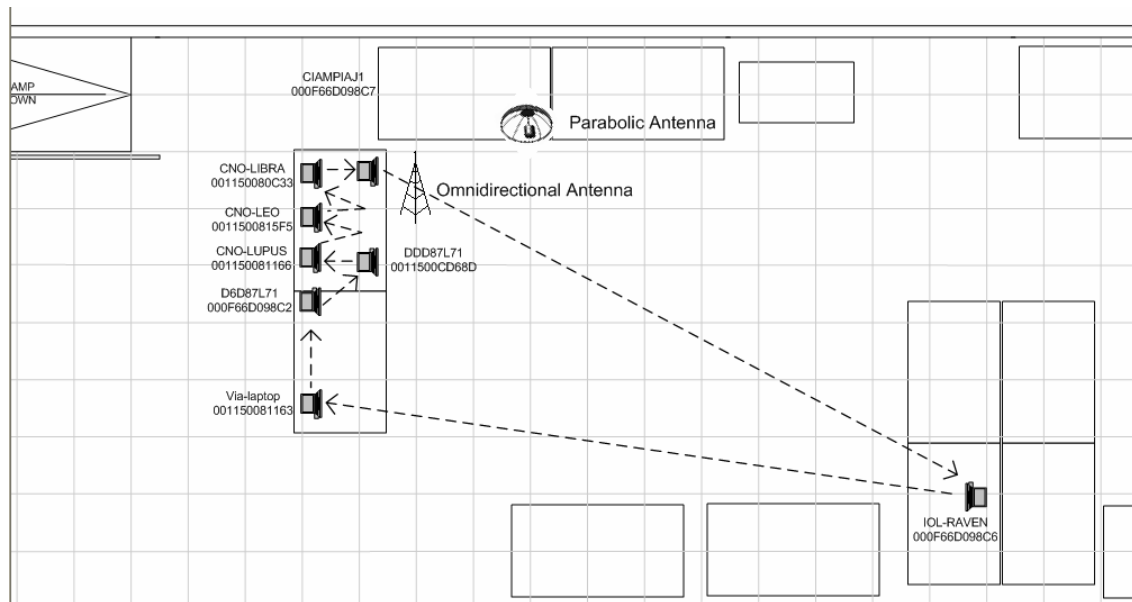 AMP
OWN
CIAMPIAJ1
000F66D098C7
Parabolic Antenna
CNO-LIBRA
001150080C33
Omnidirectional Antenna
CNO-LEO
0011500815F5
CNO-LUPUS
001150081166
DDD87L71
0011500CD68D
D6D87L71
000F66D098C2
Via-laptop
001150081163
IOL-RAVEN
000F66D098C6